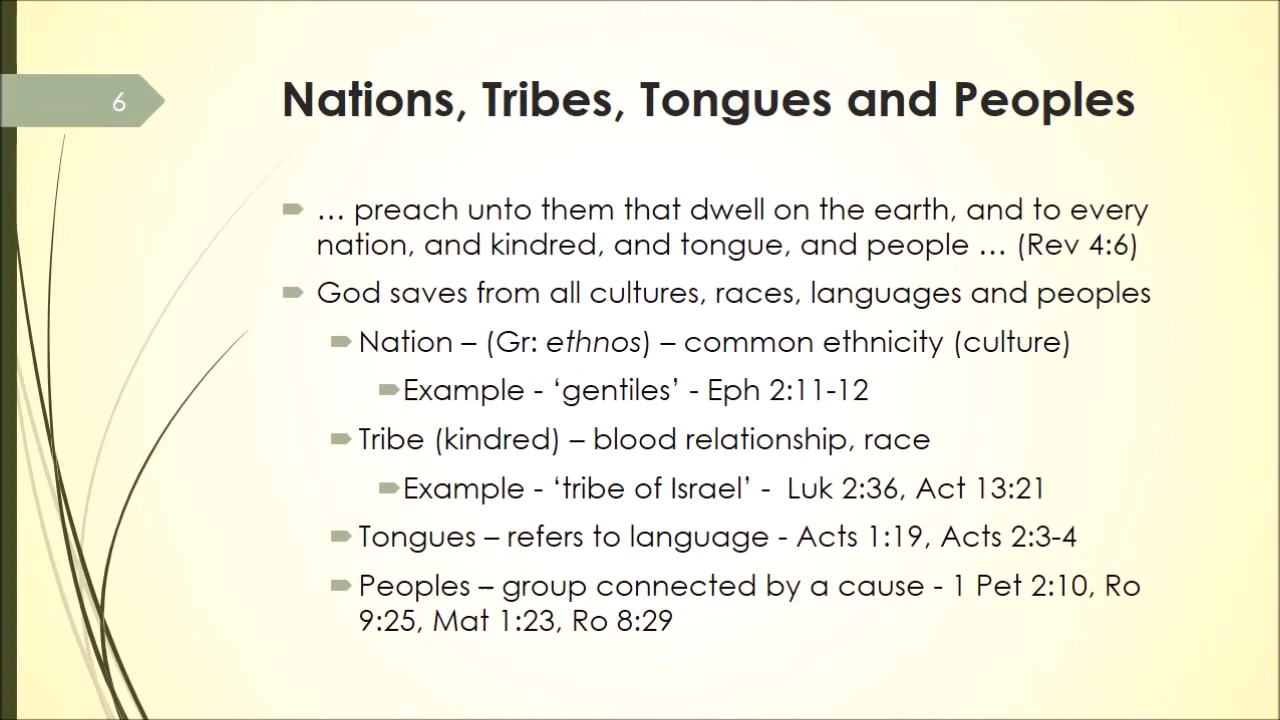 6
Nations, Tribes, Tongues and Peoples
… preach unto them that dwell on the earth, and to every
nation, and kindred, and tongue, and people … (Rev 4:6)
God saves from all cultures, races, languages and peoples
Nation – (Gr: ethnos) – common ethnicity (culture)
Example - ‘gentiles’ - Eph 2:11-12
Tribe (kindred) – blood relationship, race
Example - ‘tribe of Israel’ - Luk 2:36, Act 13:21
Tongues – refers to language - Acts 1:19, Acts 2:3-4
Peoples – group connected by a cause - 1 Pet 2:10, Ro
9:25, Mat 1:23, Ro 8:29